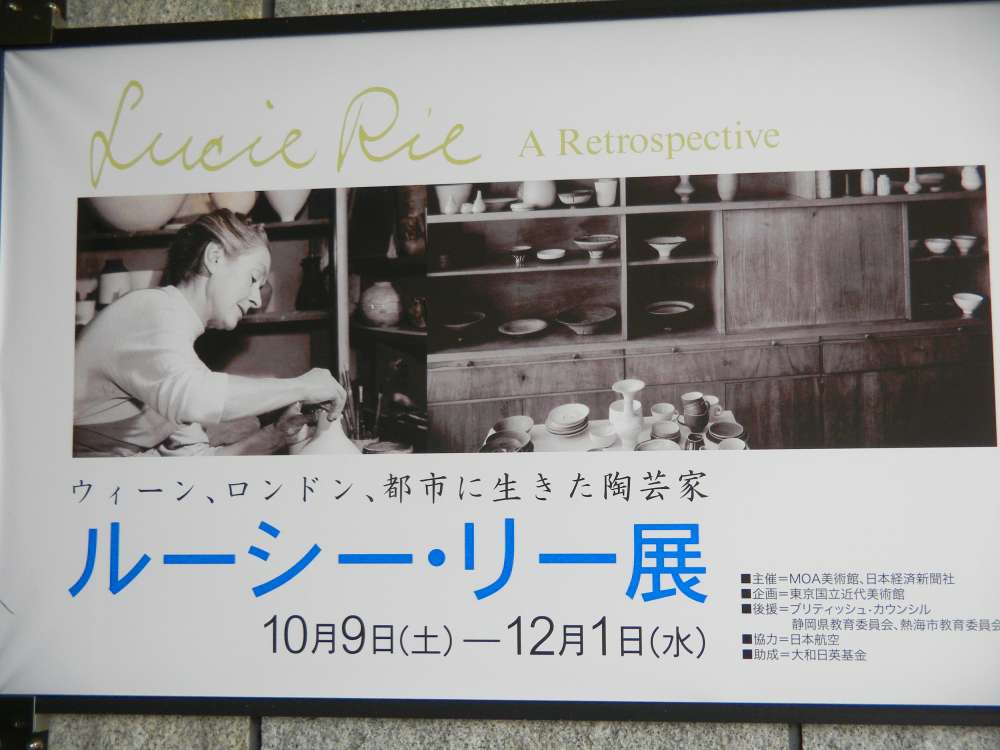 Lucie Rie A Retrospective
ウィーン、ロンドン、都市に生きた陶芸家
ルーシー・リー展
10月9日(土)—12月1日(水)
■主催=MOA美術館、日本経済新聞社
■企画=東京国立近代美術館
■後援=ブリティッシュ・カウンシル
静岡県教育委員会、熱海市教育委員会
■協力=日本航空
■助成=大和日英基金